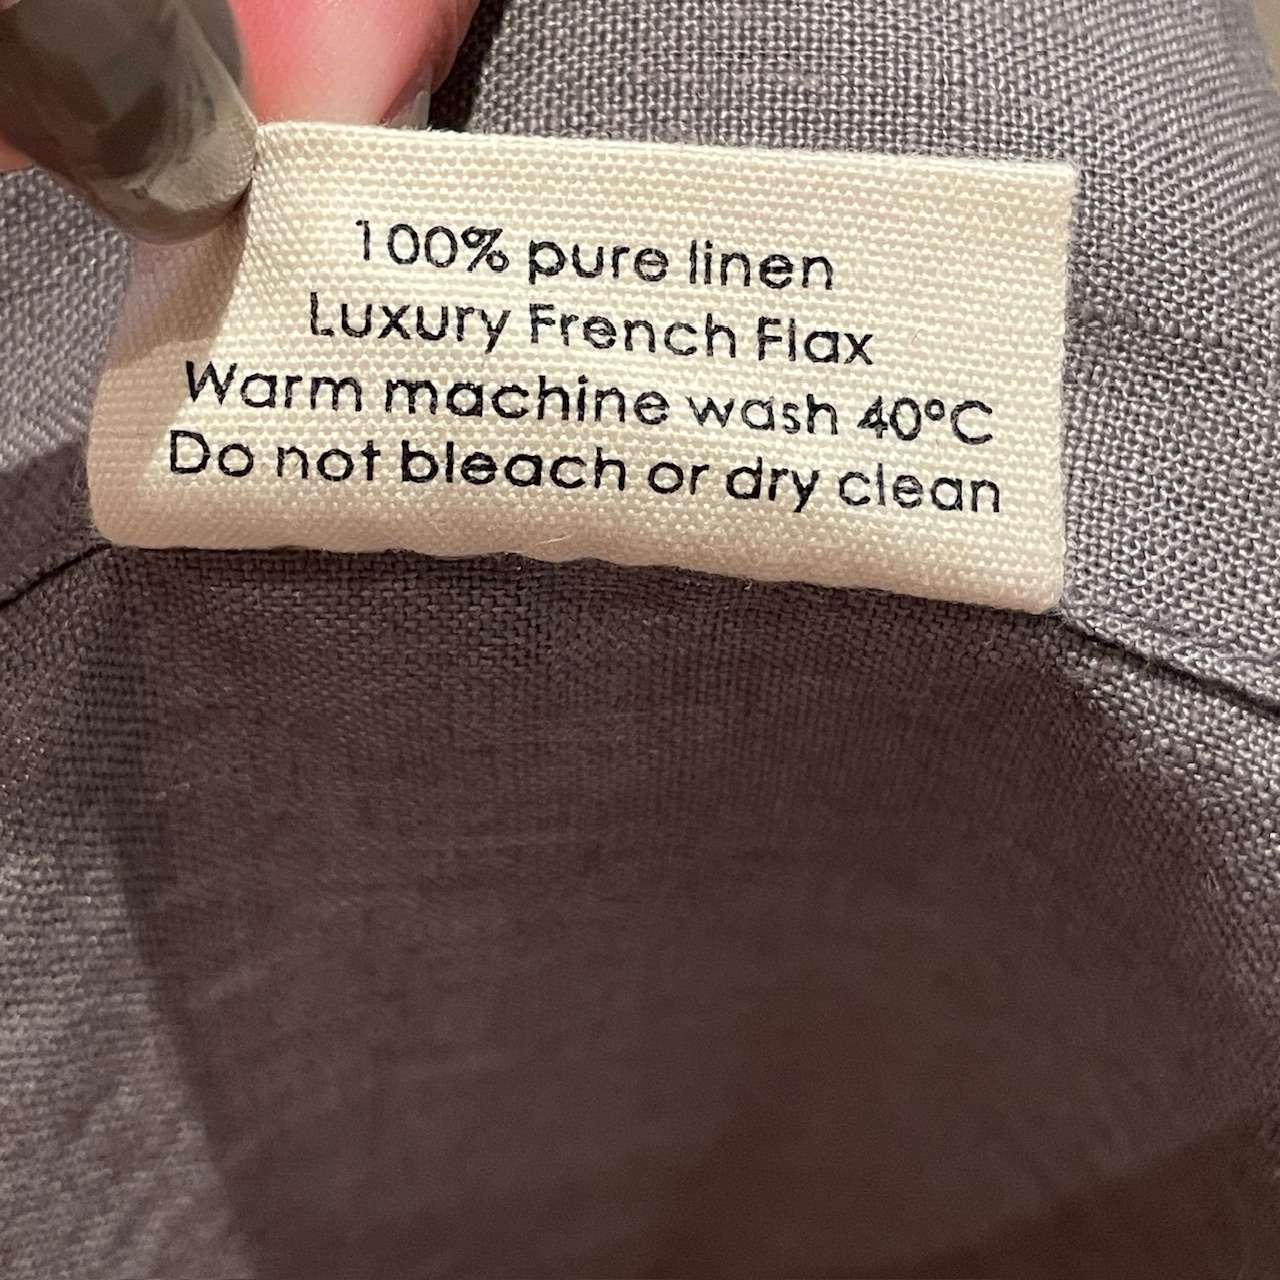 100% pure linen
Luxury French Flax
Warm machine wash 40°C
Do not bleach or dry clean